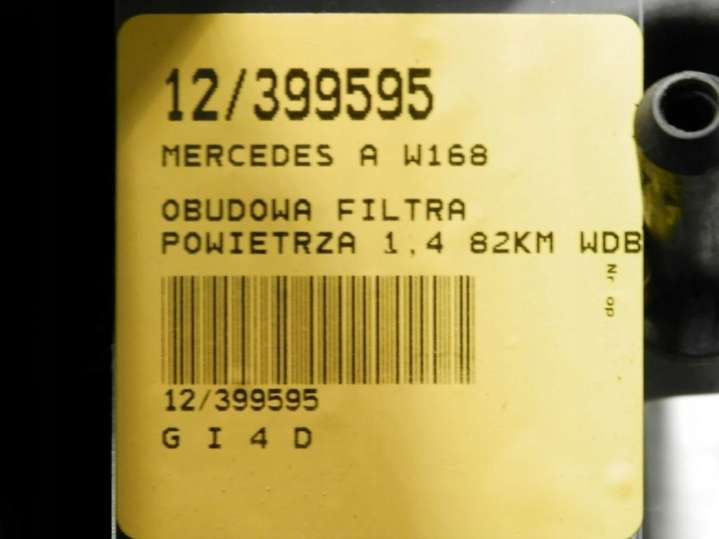 12/399595
MERCEDES A W168
OBUDOWA FILTRA
POWIETRZA 1,4 82KM WDB
Nr op
12/399595
G I 4 D